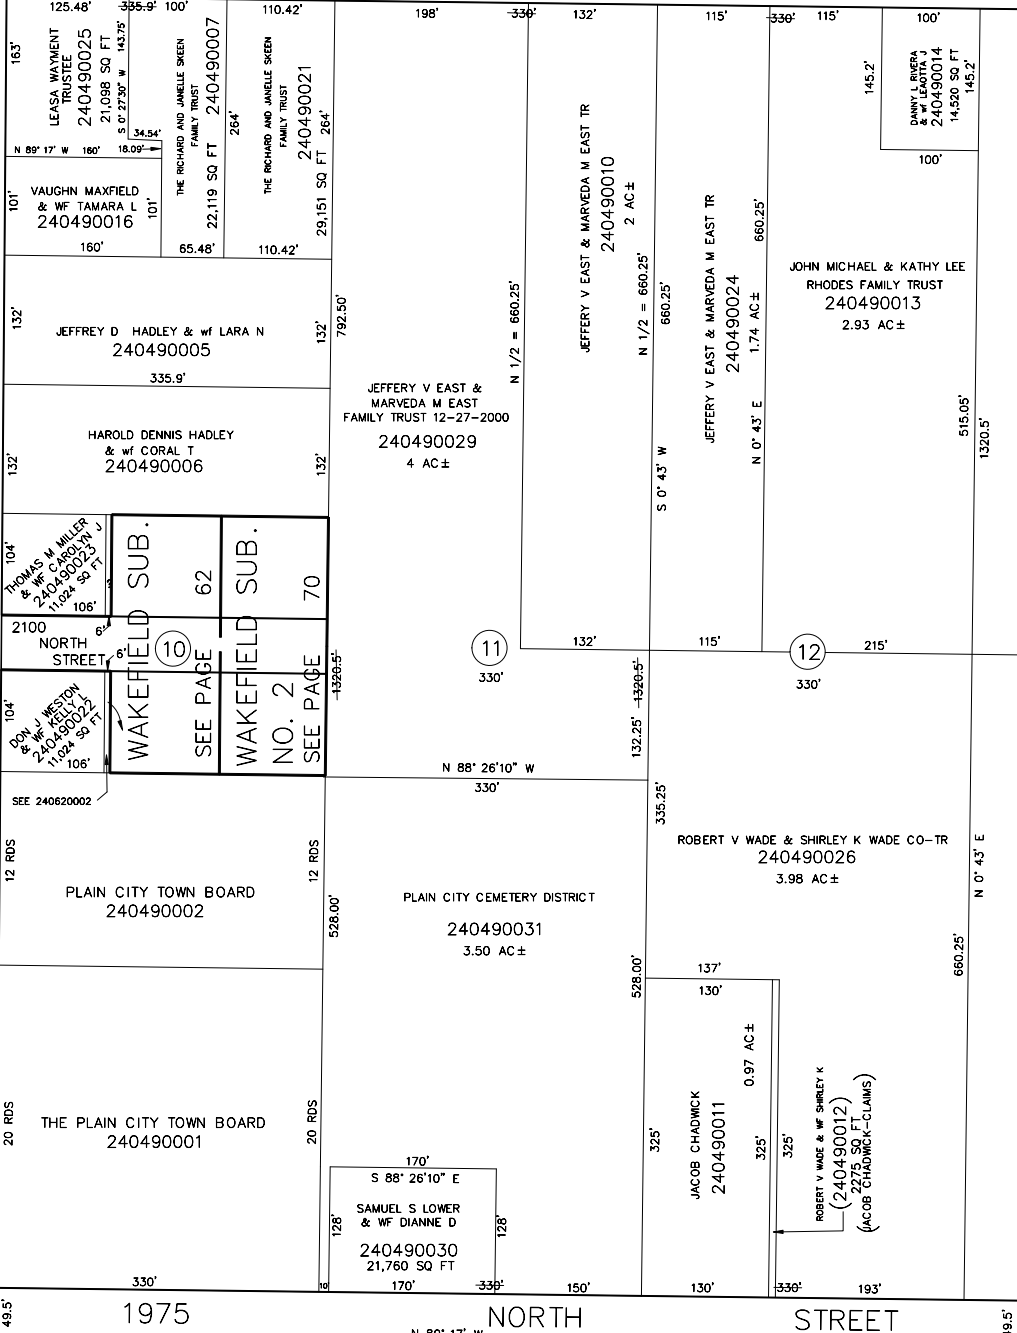 125.48'
335.9'
100'
110.42'
198'
330'
132'
115'
330'
115'
100'
163'
LEASA WAYMENT
TRUSTEE
240490025
21,098 SQ FT
S 0° 27'30" W 143.75'
34.54'
N 89° 17' W 160' 18.09'
THE RICHARD AND JANELLE SKEEN
FAMILY TRUST
22,119 SQ FT 240490007
264'
THE RICHARD AND JANELLE SKEEN
FAMILY TRUST
240490021
29,151 SQ FT 264'
101'
VAUGHN MAXFIELD
& WF TAMARA L
240490016
101'
160'
65.48'
110.42'
132'
JEFFREY D HADLEY & wf LARA N
240490005
132'
335.9'
132'
HAROLD DENNIS HADLEY
& wf CORAL T
240490006
132'
792.50'
JEFFERY V EAST &
MARVEDA M EAST
FAMILY TRUST 12-27-2000
240490029
4 AC±
N 1/2 = 660.25'
JEFFERY V EAST & MARVEDA M EAST TR
240490010
2 AC±
N 1/2 = 660.25'
660.25'
S 0° 43' W
JEFFERY V EAST & MARVEDA M EAST TR
240490024
1.74 AC±
660.25'
N 0° 43' E
145.2'
DANNY L RIVERA
& wf LEAOTTA J
240490014
14,520 SQ FT
145.2'
100'
JOHN MICHAEL & KATHY LEE
RHODES FAMILY TRUST
240490013
2.93 AC±
515.05'
1320.5'
104'
THOMAS M MILLER
& WF CAROLYN J
240490023
11,024 SQ FT
106'
WAKEFIELD SUB.
SEE PAGE 62
WAKEFIELD SUB.
NO. 2
SEE PAGE 70
2100
NORTH
STREET
6'
6'
10
11
12
132'
115'
215'
330'
330'
1320.5'
1320.5'
132.25'
104'
DON J WESTON
& WF KELLY L
240490022
11,024 SQ FT
106'
SEE 240620002
N 88° 26'10" W
330'
335.25'
12 RDS
PLAIN CITY TOWN BOARD
240490002
12 RDS
528.00'
PLAIN CITY CEMETERY DISTRICT
240490031
3.50 AC±
528.00'
ROBERT V WADE & SHIRLEY K WADE CO-TR
240490026
3.98 AC±
N 0° 43' E
660.25'
137'
130'
20 RDS
THE PLAIN CITY TOWN BOARD
240490001
20 RDS
170'
S 88° 26'10" E
128'
SAMUEL S LOWER
& WF DIANNE D
240490030
21,760 SQ FT
128'
325'
JACOB CHADWICK
240490011
0.97 AC±
325'
325'
ROBERT V WADE & WF SHIRLEY K
(240490012)
2275 SQ FT
(JACOB CHADWICK-CLAIMS)
330'
10'
170'
330'
150'
130'
330'
193'
49.5'
1975 NORTH STREET
49.5'
N 89° 17' W